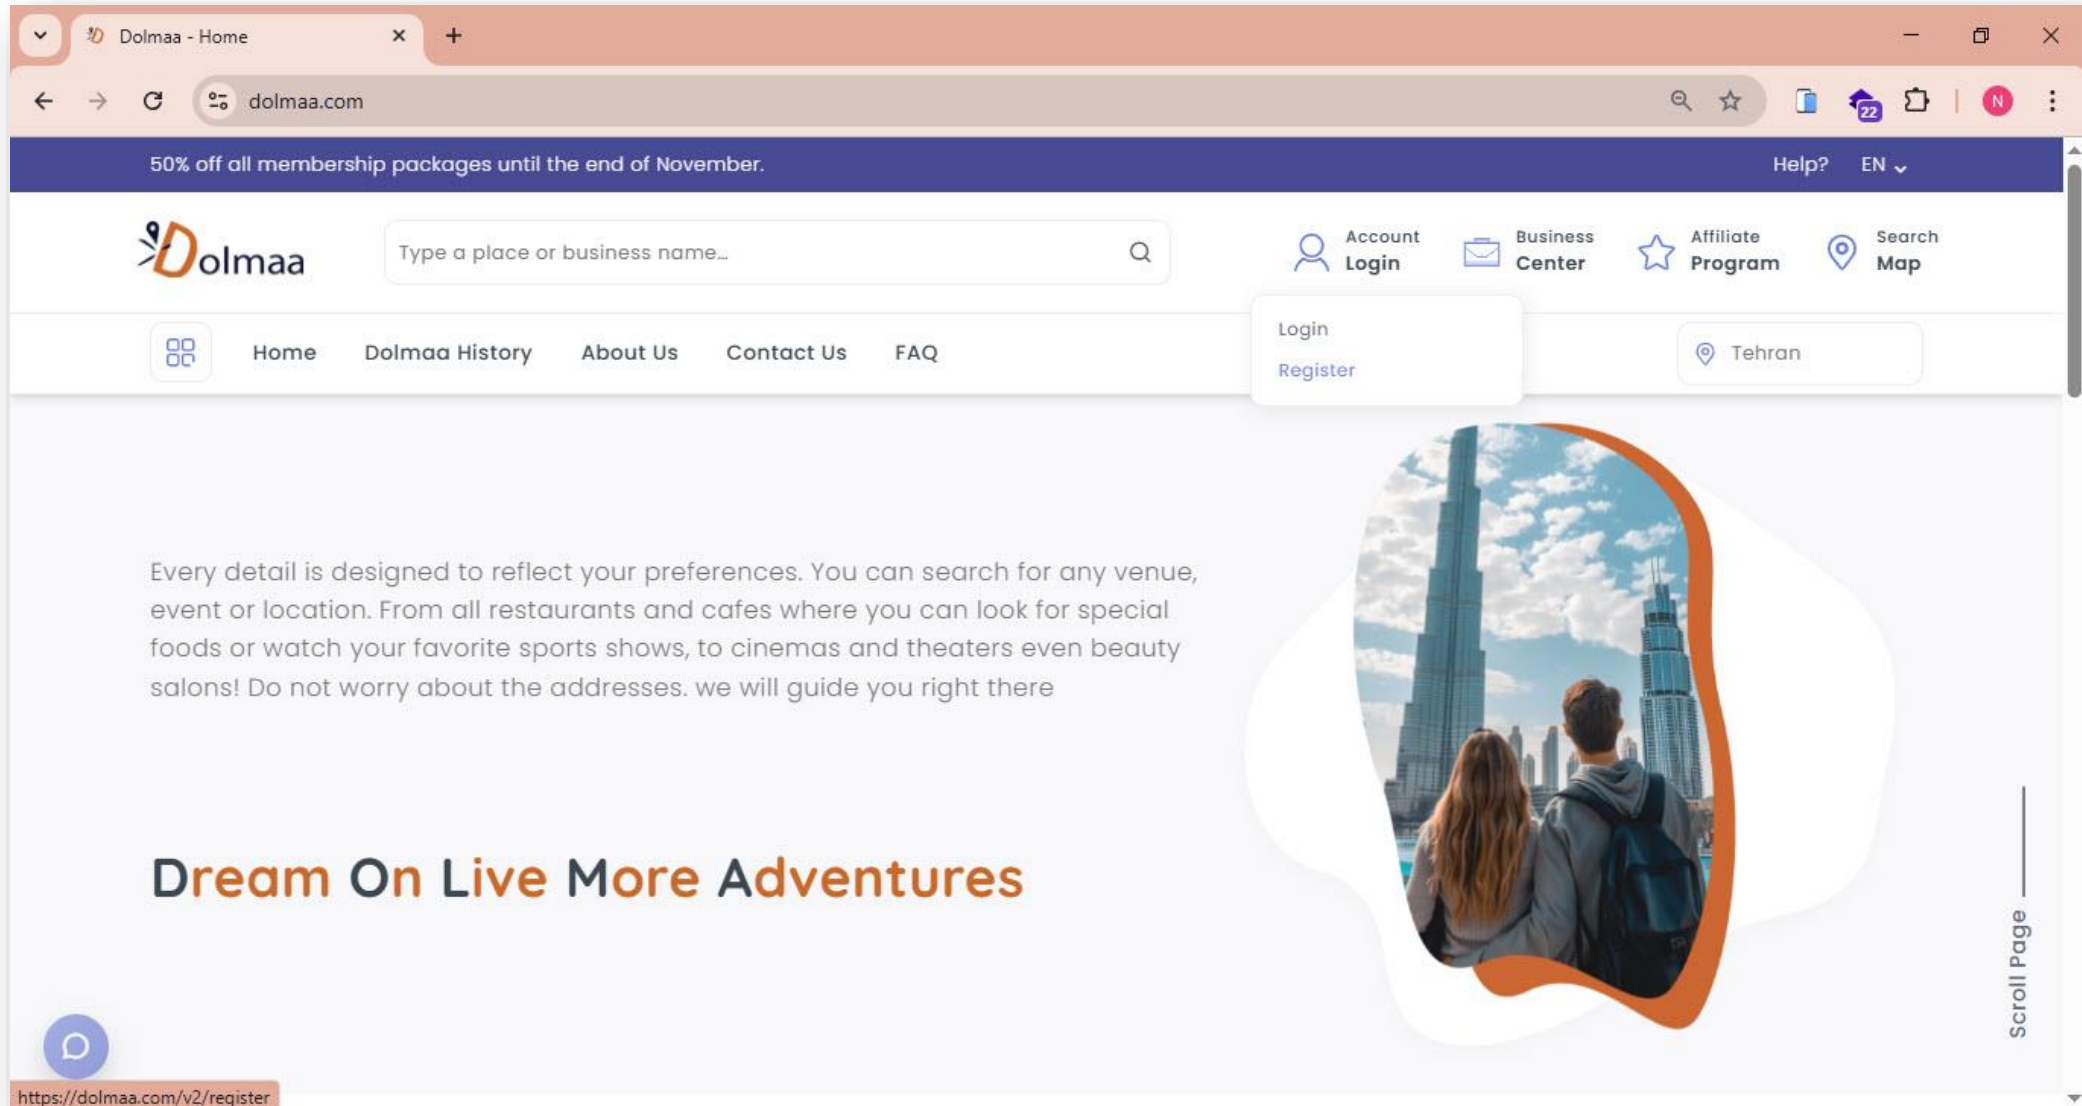 Dolmaa - Home
dolmaa.com
22
N
50% off all membership packages until the end of November.
Help? EN
Dolmaa
Type a place or business name...
Account
Login
Business
Center
Affiliate
Program
Search
Map
Home Dolmaa History About Us Contact Us FAQ
Login
Register
Tehran
Every detail is designed to reflect your preferences. You can search for any venue,
event or location. From all restaurants and cafes where you can look for special
foods or watch your favorite sports shows, to cinemas and theaters even beauty
salons! Do not worry about the addresses. we will guide you right there
Dream On Live More Adventures
Scroll Page
https://dolmaa.com/v2/register